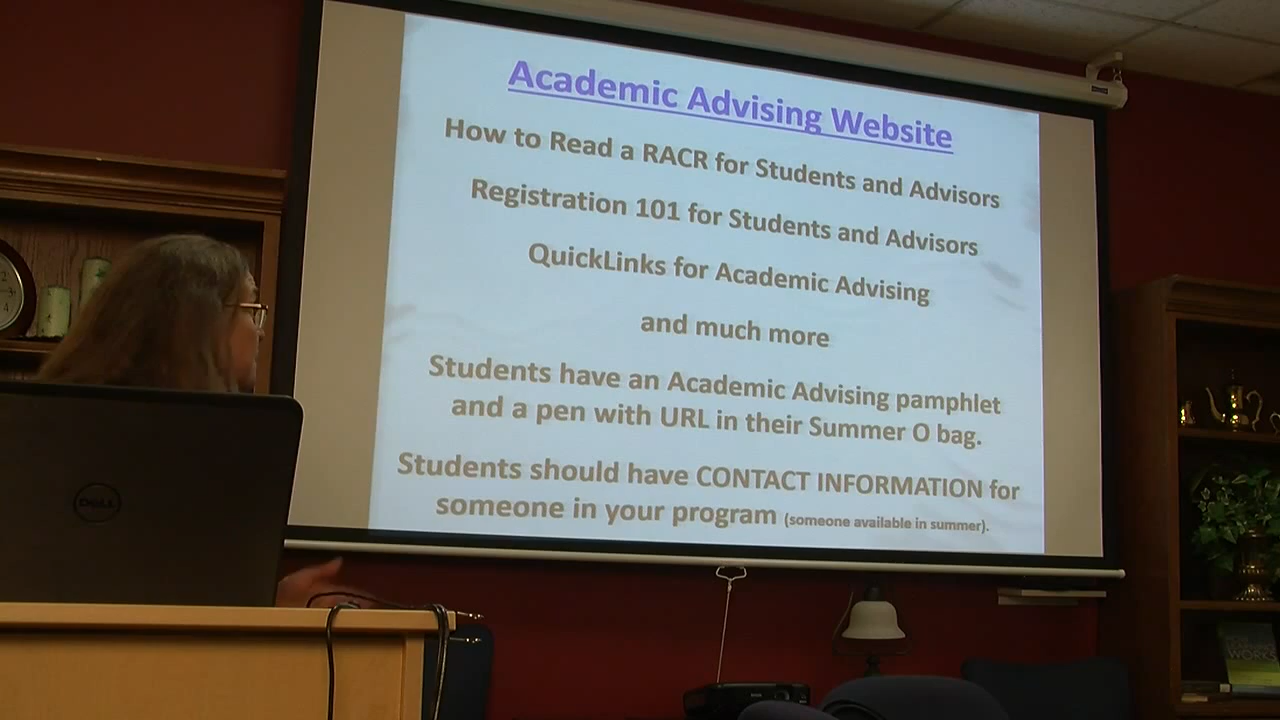 Academic Advising Website
How to Read a RACR for Students and Advisors
Registration 101 for Students and Advisors
QuickLinks for Academic Advising
and much more
Students have an Academic Advising pamphlet
and a pen with URL in their Summer O bag.
Students should have CONTACT INFORMATION for
someone in your program (someone available in summer).
DELL